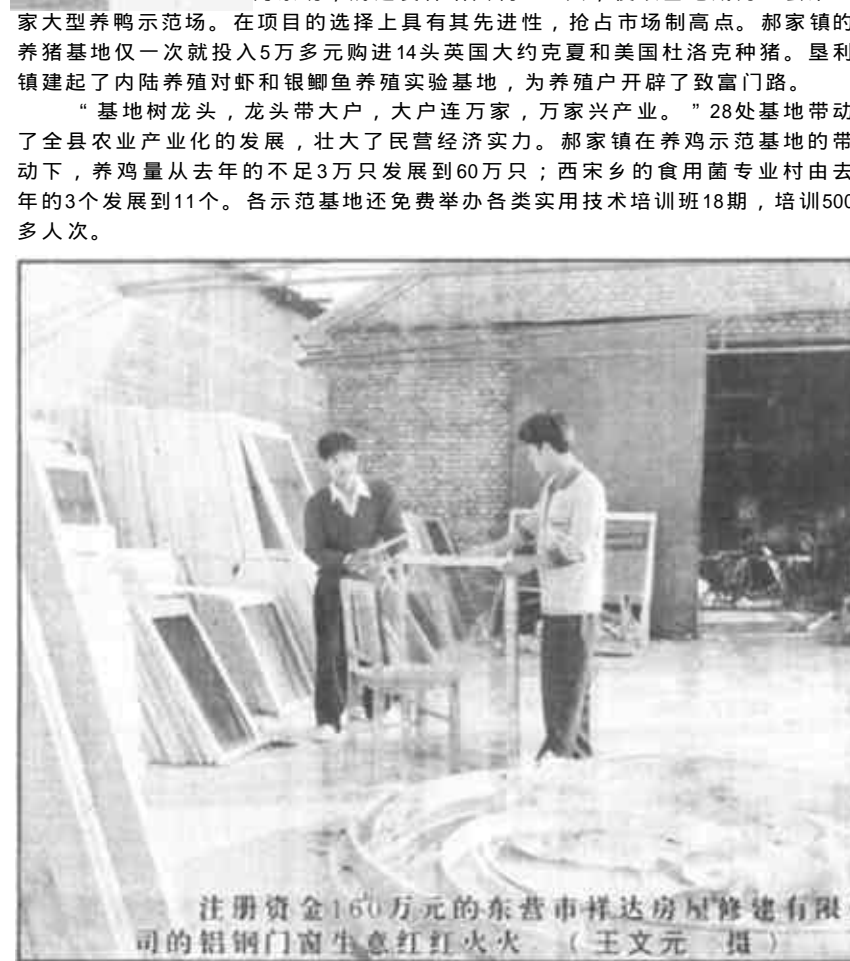 家大型养鸭示范场。在项目的选择上具有其先进性，抢占市场制高点。郝家镇的
养猪基地仅一次就投入5万多元购进14头英国大约克夏和美国杜洛克种猪。垦利
镇建起了内陆养殖对虾和银鲫鱼养殖实验基地，为养殖户开辟了致富门路。
“基地树龙头，龙头带大户，大户连万家，万家兴产业。”28处基地带动
了全县农业产业化的发展，壮大了民营经济实力。郝家镇在养鸡示范基地的带
动下，养鸡量从去年的不足3万只发展到60万只；西宋乡的食用菌专业村由去
年的3个发展到11个。各示范基地还免费举办各类实用技术培训班18期，培训500
多人次。
注册资金160万元的东营市祥达房屋修建有限
司的铝钢门窗生意红红火火 （王文元 摄）